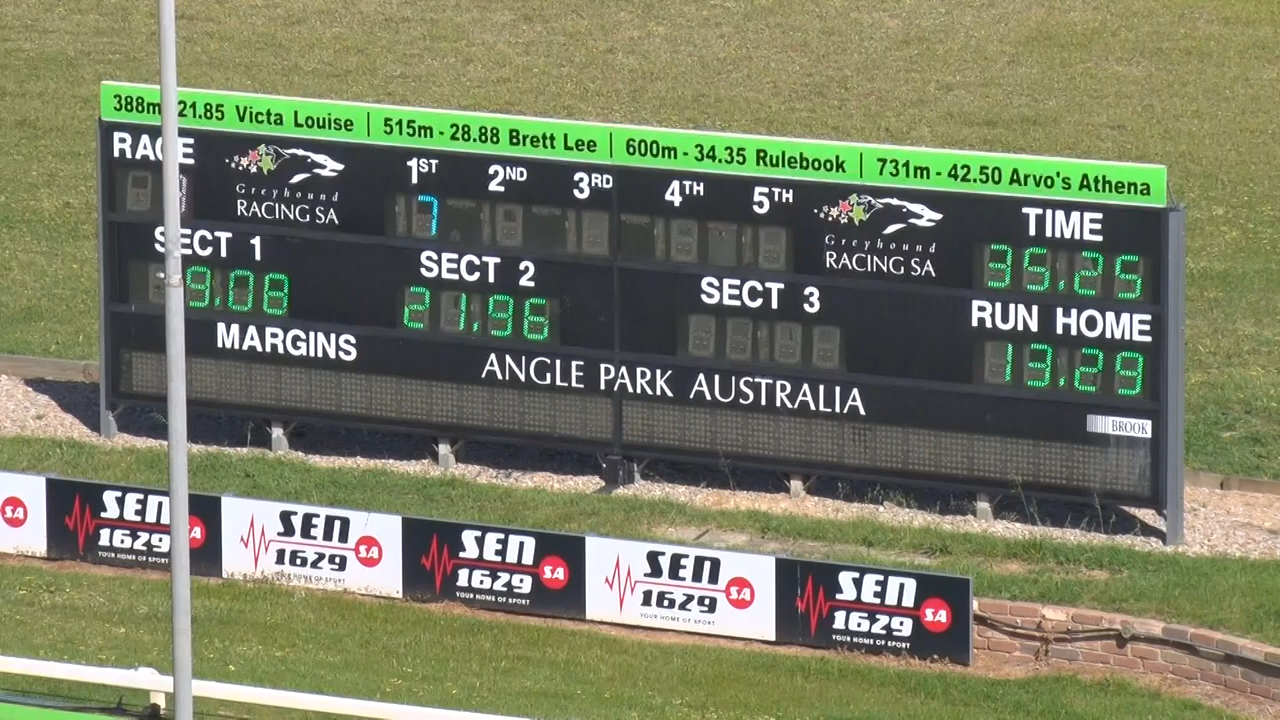 388m 21.85 Victa Louise | 515m - 28.88 Brett Lee | 600m - 34.35 Rulebook | 731m - 42.50 Arvo's Athena
RACE
Greyhound
RACING SA
1ST 2ND 3RD 4TH 5TH
7
Greyhound
RACING SA
TIME
35.25
SECT 1
9.08
SECT 2
21.96
SECT 3
RUN HOME
13.29
MARGINS
ANGLE PARK AUSTRALIA
BROOK
SA
SEN
1629
SA
YOUR HOME OF SPORT
SEN
1629
SA
YOUR HOME OF SPORT
SEN
1629
SA
YOUR HOME OF SPORT
SEN
1629
SA
YOUR HOME OF SPORT
SEN
1629
SA
YOUR HOME OF SPORT